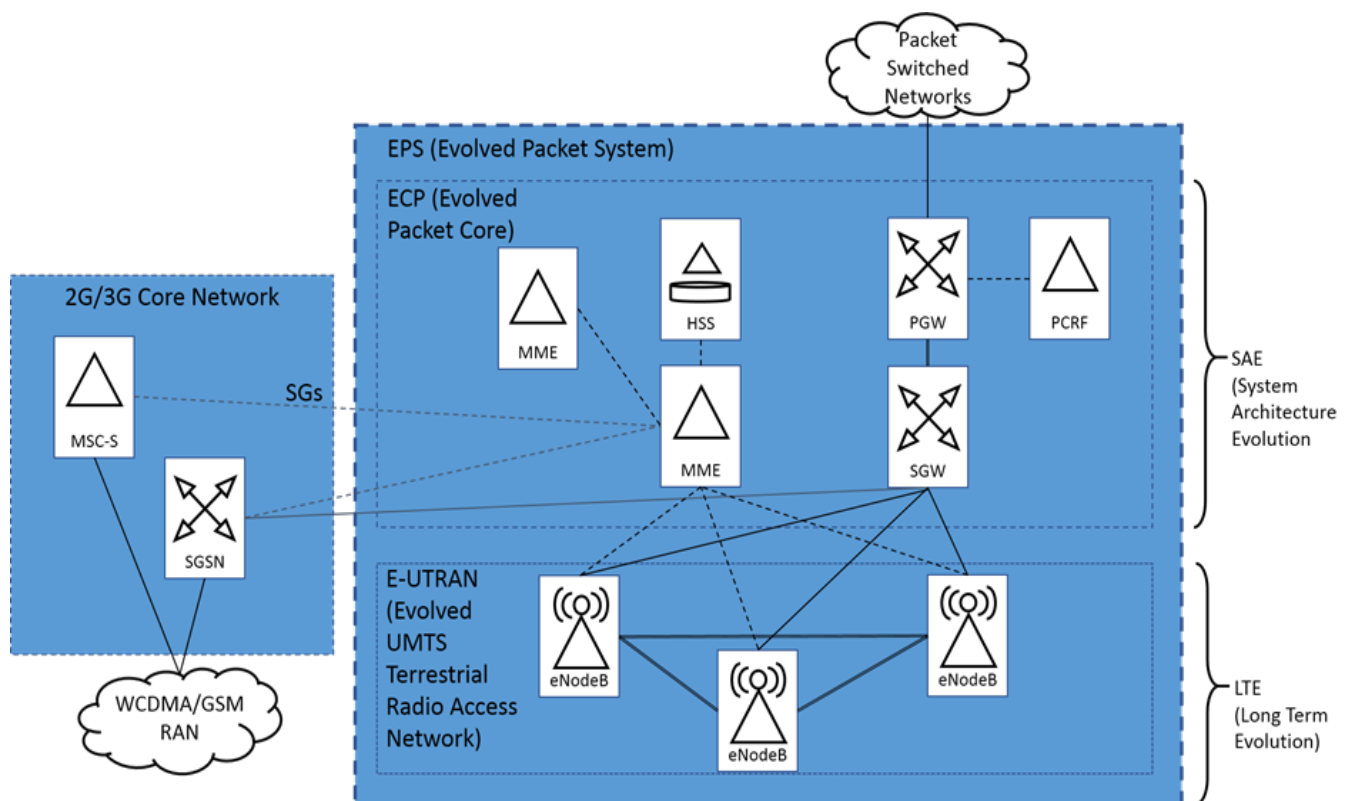 Packet
Switched
Networks
EPS (Evolved Packet System)
ECP (Evolved
Packet Core)
MME
HSS
PGW
PCRF
SAE
(System
Architecture
Evolution
2G/3G Core Network
MSC-S
SGs
MME
SGW
SGSN
E-UTRAN
(Evolved
UMTS
Terrestrial
Radio Access
Network)
eNodeB
eNodeB
eNodeB
LTE
(Long Term
Evolution)
WCDMA/GSM
RAN